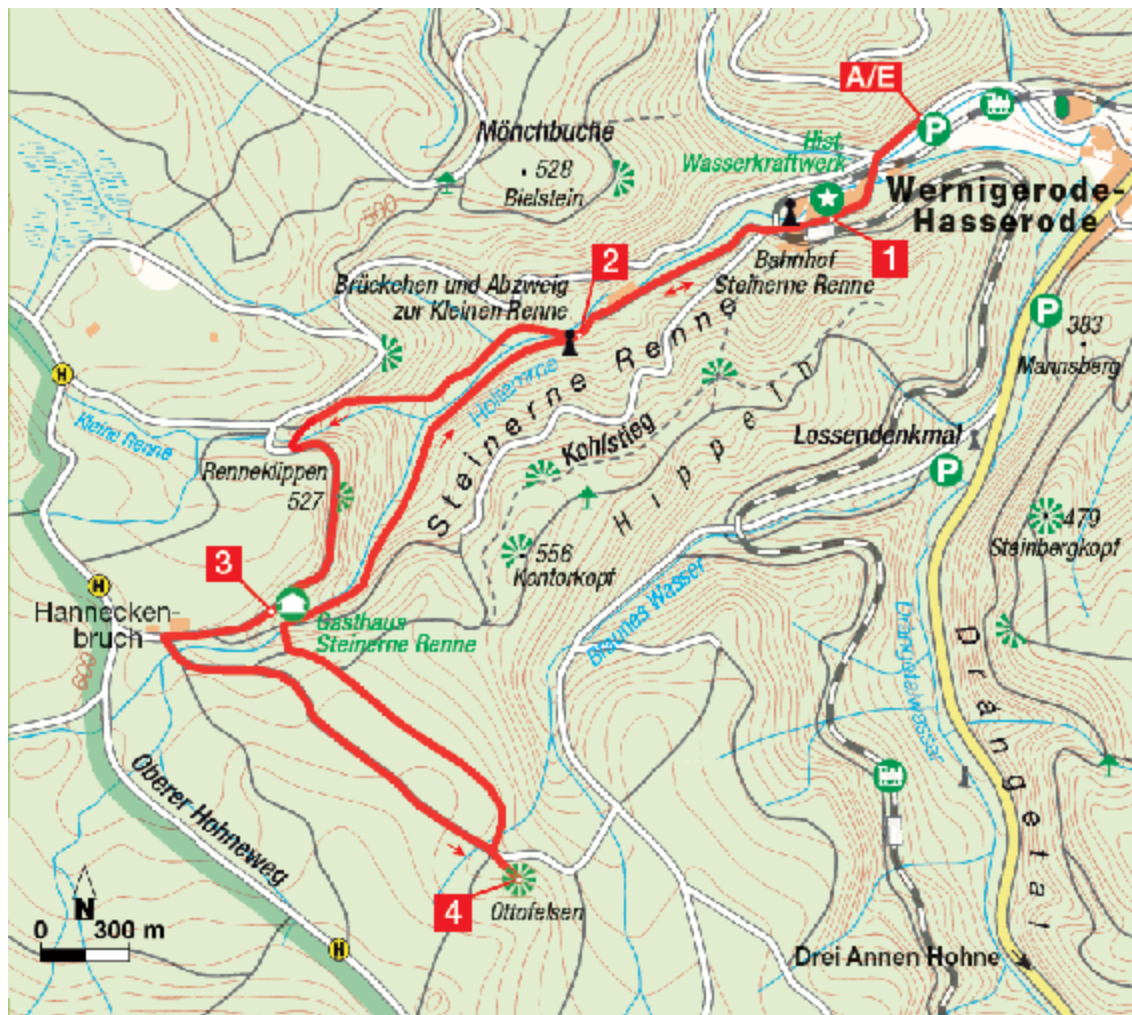 A/E
P
Mönchbuche
528
Bielstein
500
Hist.
Wasserkraftwerk
Wernigerode-
Hasserode
1
2
Bahnhof
Steinerne Renne
Brückchen und Abzweig
zur Kleinen Renne
P
383
Mannsberg
H
Kleine Renne
Holtemme
Steinerne Renne
Kohlstieg
Hippeln
Lossendenkmal
P
Renneklippen
527
479
Steinbergkopf
556
Kontorkopf
3
H
Hannecken-
bruch
Gasthaus
Steinerne Renne
600
Braunes Wasser
Drängetalwasser
Drängetal
Oberer Hohneweg
4
Ottofelsen
N
0 300 m
H
Drei Annen Hohne